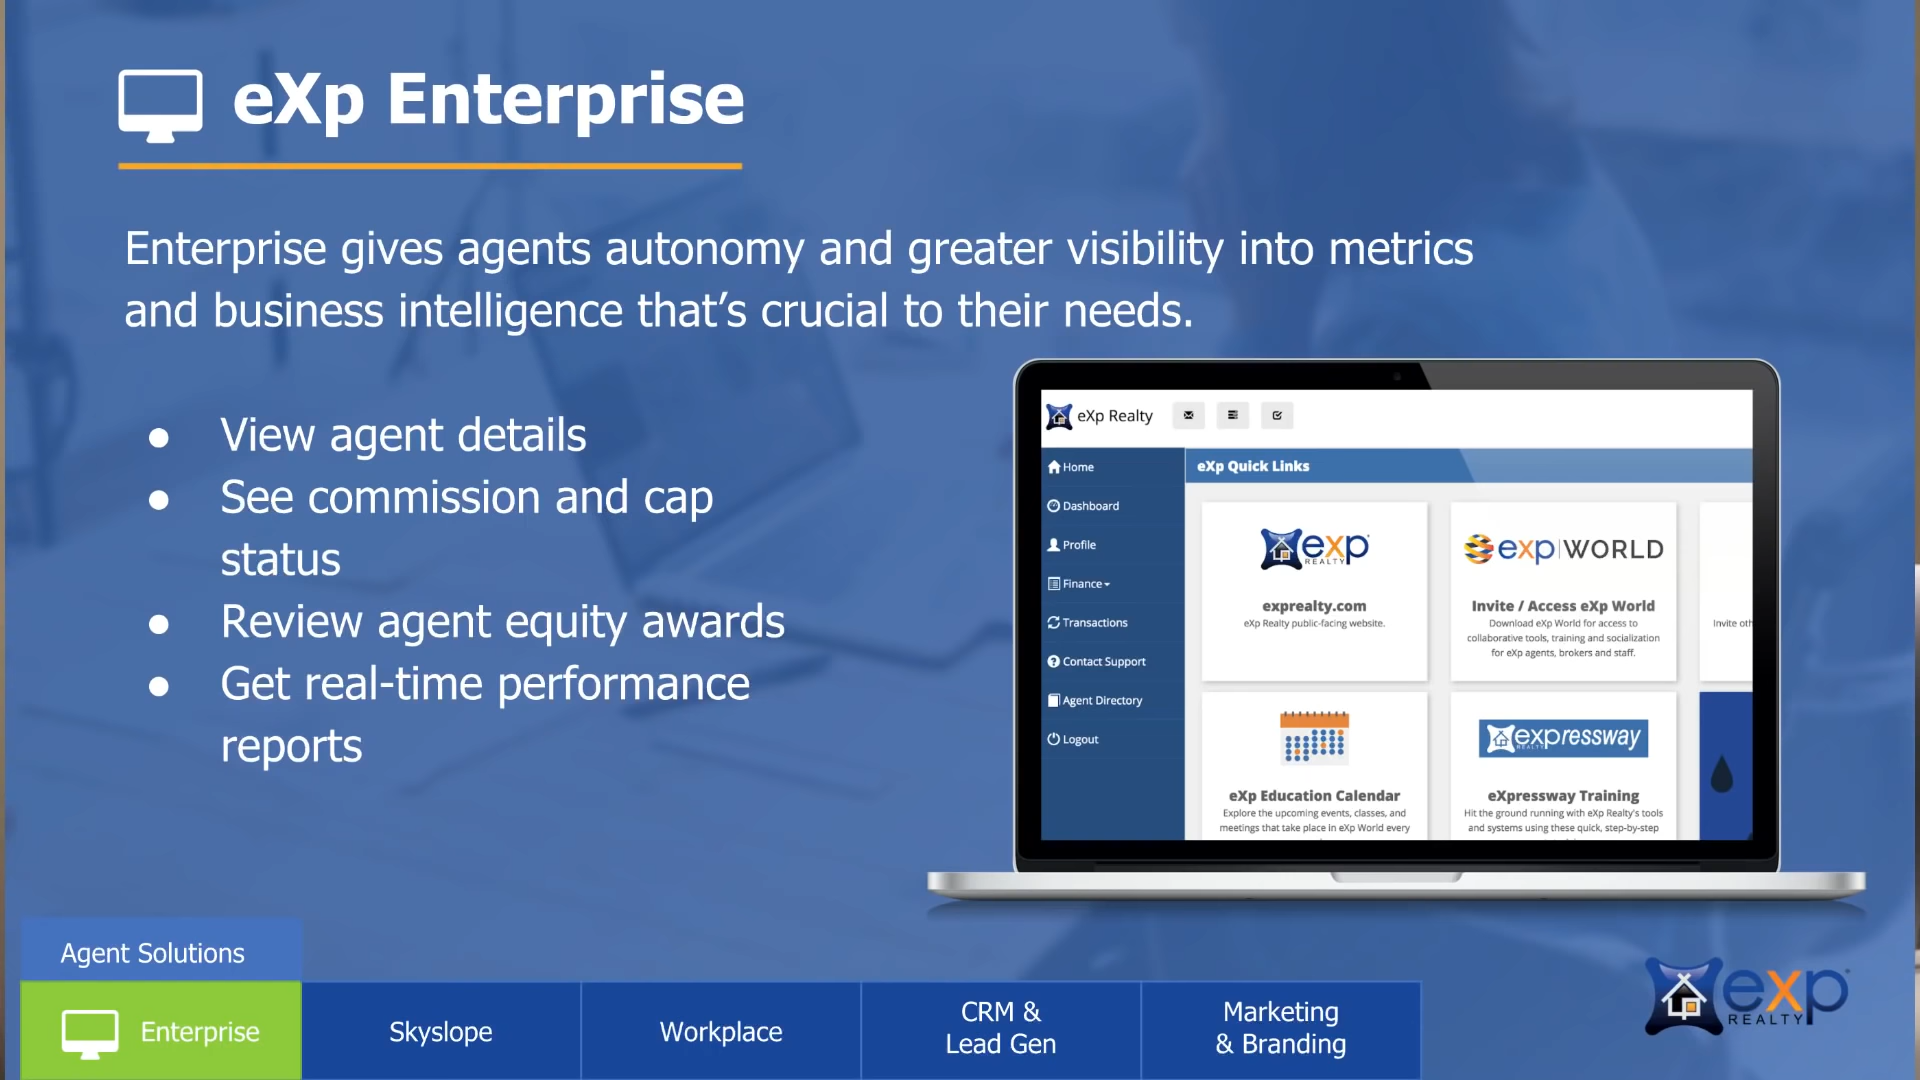 eXp Enterprise
Enterprise gives agents autonomy and greater visibility into metrics
and business intelligence that's crucial to their needs.
● View agent details
● See commission and cap
status
● Review agent equity awards
● Get real-time performance
reports
eXp Realty
Home
Dashboard
Profile
Finance
Transactions
Contact Support
Agent Directory
Logout
eXp Quick Links
exp
REALTY
exprealty.com
eXp Realty public-facing website.
exp|WORLD
Invite / Access eXp World
Download eXp World for access to
collaborative tools, training and socialization
for eXp agents, brokers and staff.
Invite
eXp Education Calendar
Explore the upcoming events, classes, and
meetings that take place in eXp World every
expressway
REALTY
eXpressway Training
Hit the ground running with eXp Realty's tools
and systems using these quick, step-by-step
Agent Solutions
Enterprise
Skyslope
Workplace
CRM &
Lead Gen
Marketing
& Branding
exp
REALTY